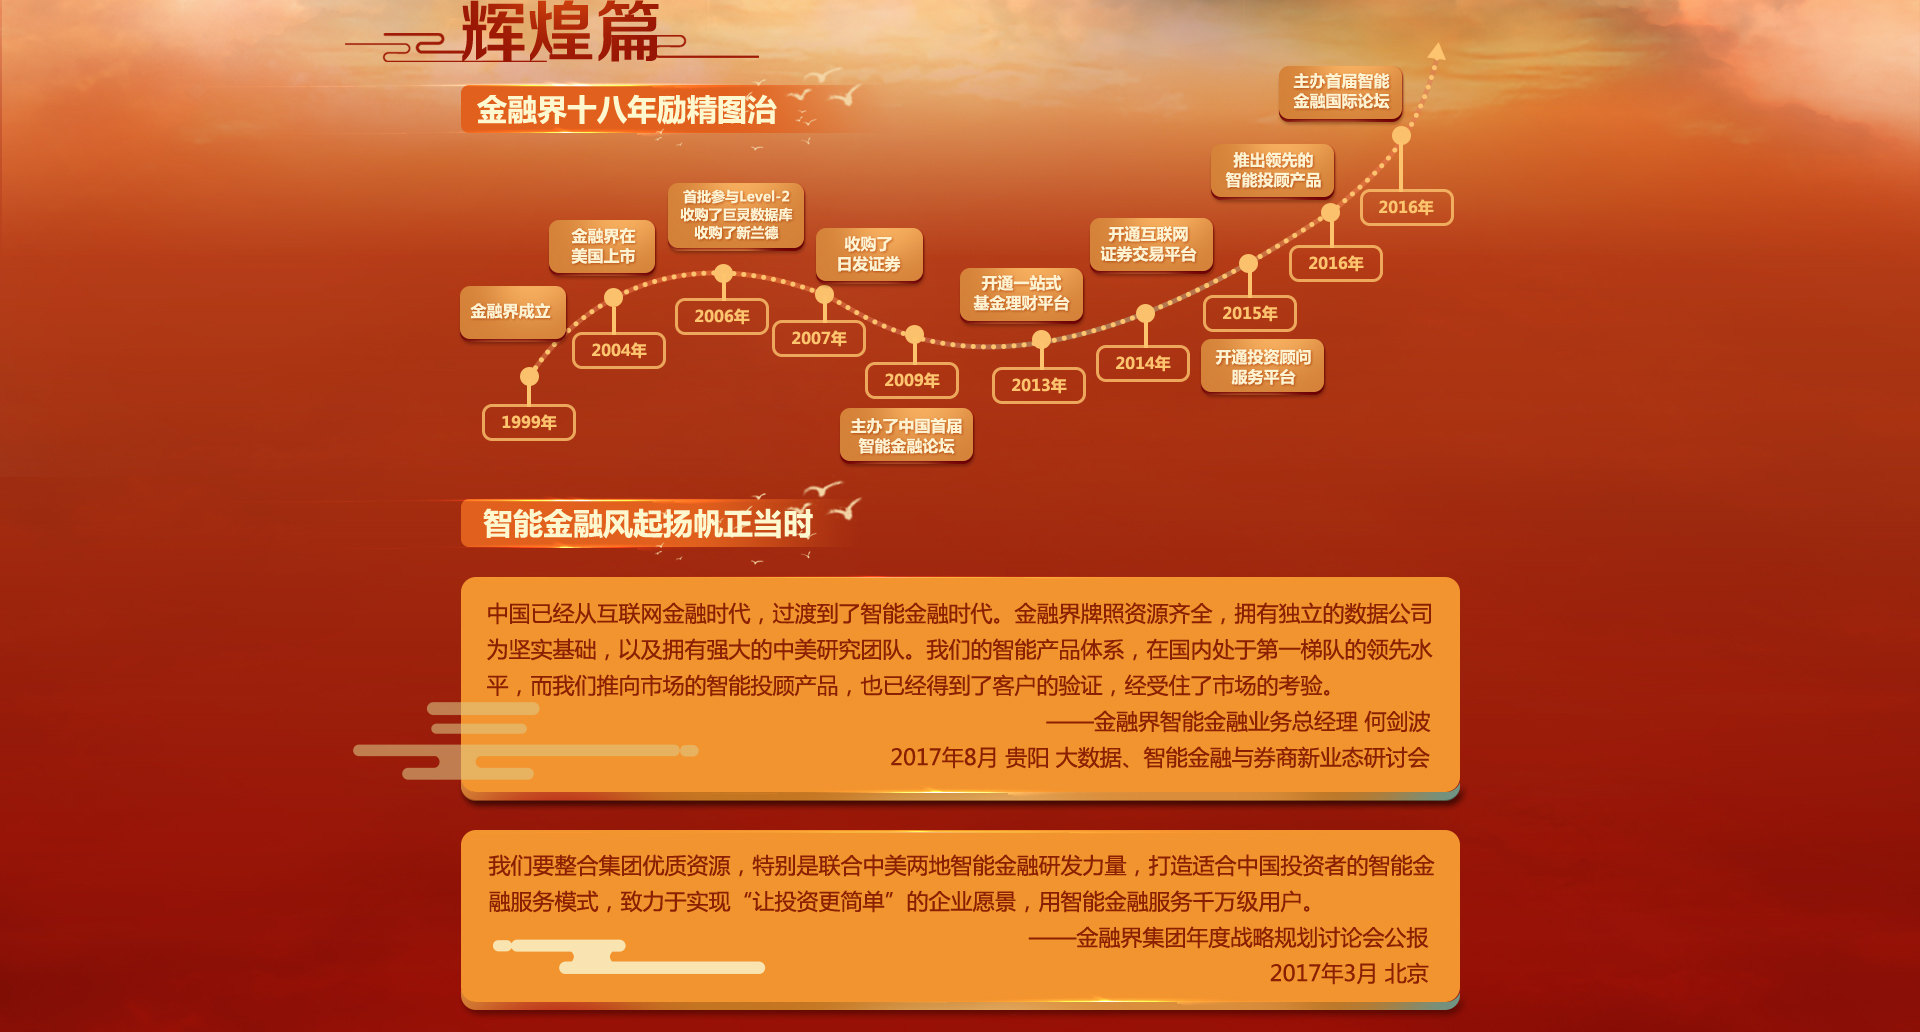 辉煌篇
金融界十八年励精图治
金融界成立
1999年
金融界在
美国上市
2004年
首批参与Level-2
收购了巨灵数据库
收购了新兰德
2006年
收购了
日发证券
2007年
2009年
主办了中国首届
智能金融论坛
开通一站式
基金理财平台
2013年
开通互联网
证券交易平台
2014年
2015年
开通投资顾问
服务平台
推出领先的
智能投顾产品
2016年
主办首届智能
金融国际论坛
2016年
智能金融风起扬帆正当时
中国已经从互联网金融时代，过渡到了智能金融时代。金融界牌照资源齐全，拥有独立的数据公司
为坚实基础，以及拥有强大的中美研究团队。我们的智能产品体系，在国内处于第一梯队的领先水
平，而我们推向市场的智能投顾产品，也已经得到了客户的验证，经受住了市场的考验。
——金融界智能金融业务总经理 何剑波
2017年8月 贵阳 大数据、智能金融与券商新业态研讨会
我们要整合集团优质资源，特别是联合中美两地智能金融研发力量，打造适合中国投资者的智能金
融服务模式，致力于实现“让投资更简单”的企业愿景，用智能金融服务千万级用户。
——金融界集团年度战略规划讨论会公报
2017年3月 北京